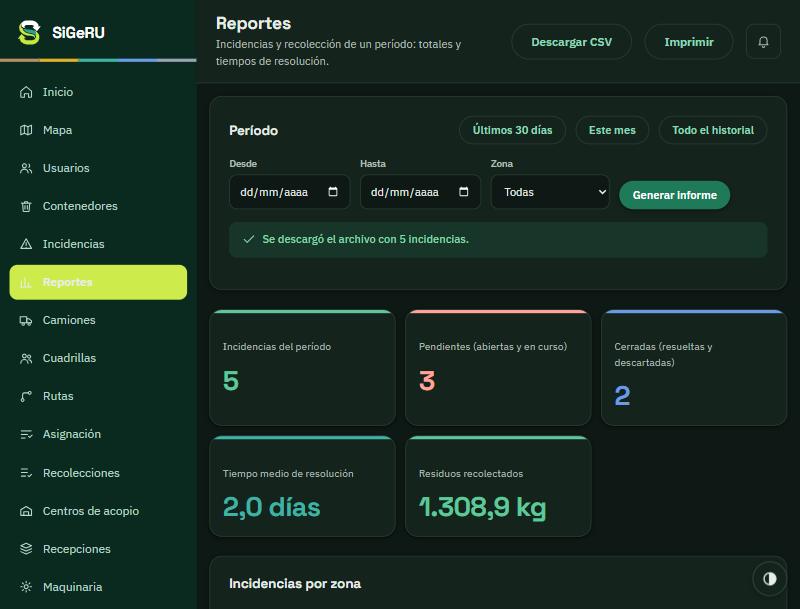 SiGeRU
Inicio
Mapa
Usuarios
Contenedores
Incidencias
Reportes
Camiones
Cuadrillas
Rutas
Asignación
Recolecciones
Centros de acopio
Recepciones
Maquinaria
Reportes
Incidencias y recolección de un período: totales y
tiempos de resolución.
Descargar CSV
Imprimir
Período
Últimos 30 días
Este mes
Todo el historial
Desde
Hasta
Zona
dd/mm/aaaa
dd/mm/aaaa
Todas
Generar informe
Se descargó el archivo con 5 incidencias.
Incidencias del período
5
Pendientes (abiertas y en curso)
3
Cerradas (resueltas y
descartadas)
2
Tiempo medio de resolución
2,0 días
Residuos recolectados
1.308,9 kg
Incidencias por zona